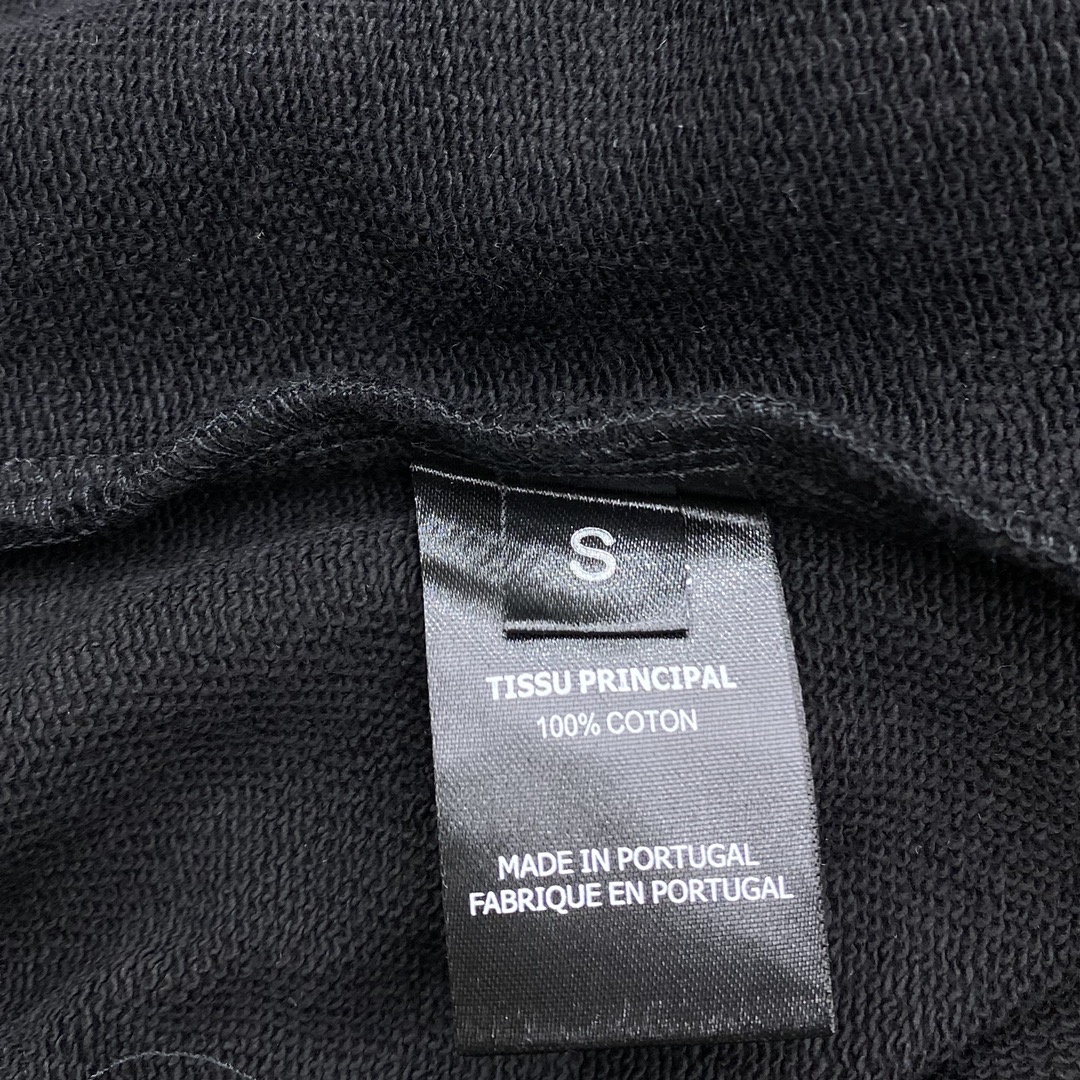 S
TISSU PRINCIPAL
100% COTON
MADE IN PORTUGAL
FABRIQUE EN PORTUGAL